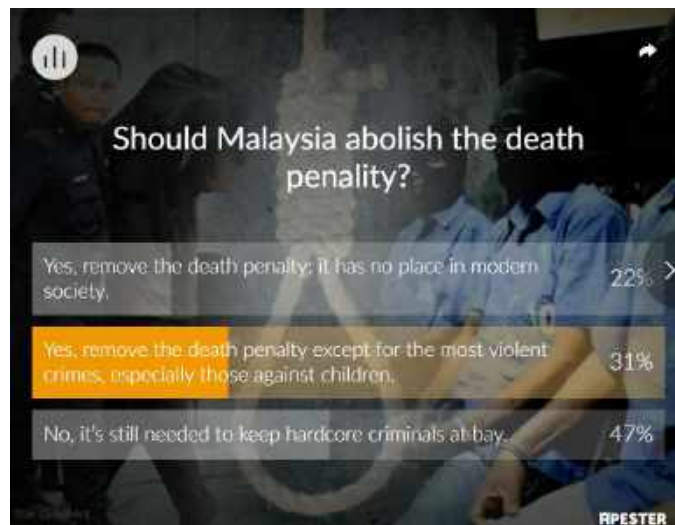 Should Malaysia abolish the death
penality?
Yes, remove the death penalty; it has no place in modern
society.
22%
Yes, remove the death penalty except for the most violent
crimes, especially those against children.
31%
No, it's still needed to keep hardcore criminals at bay.
47%
APESTER